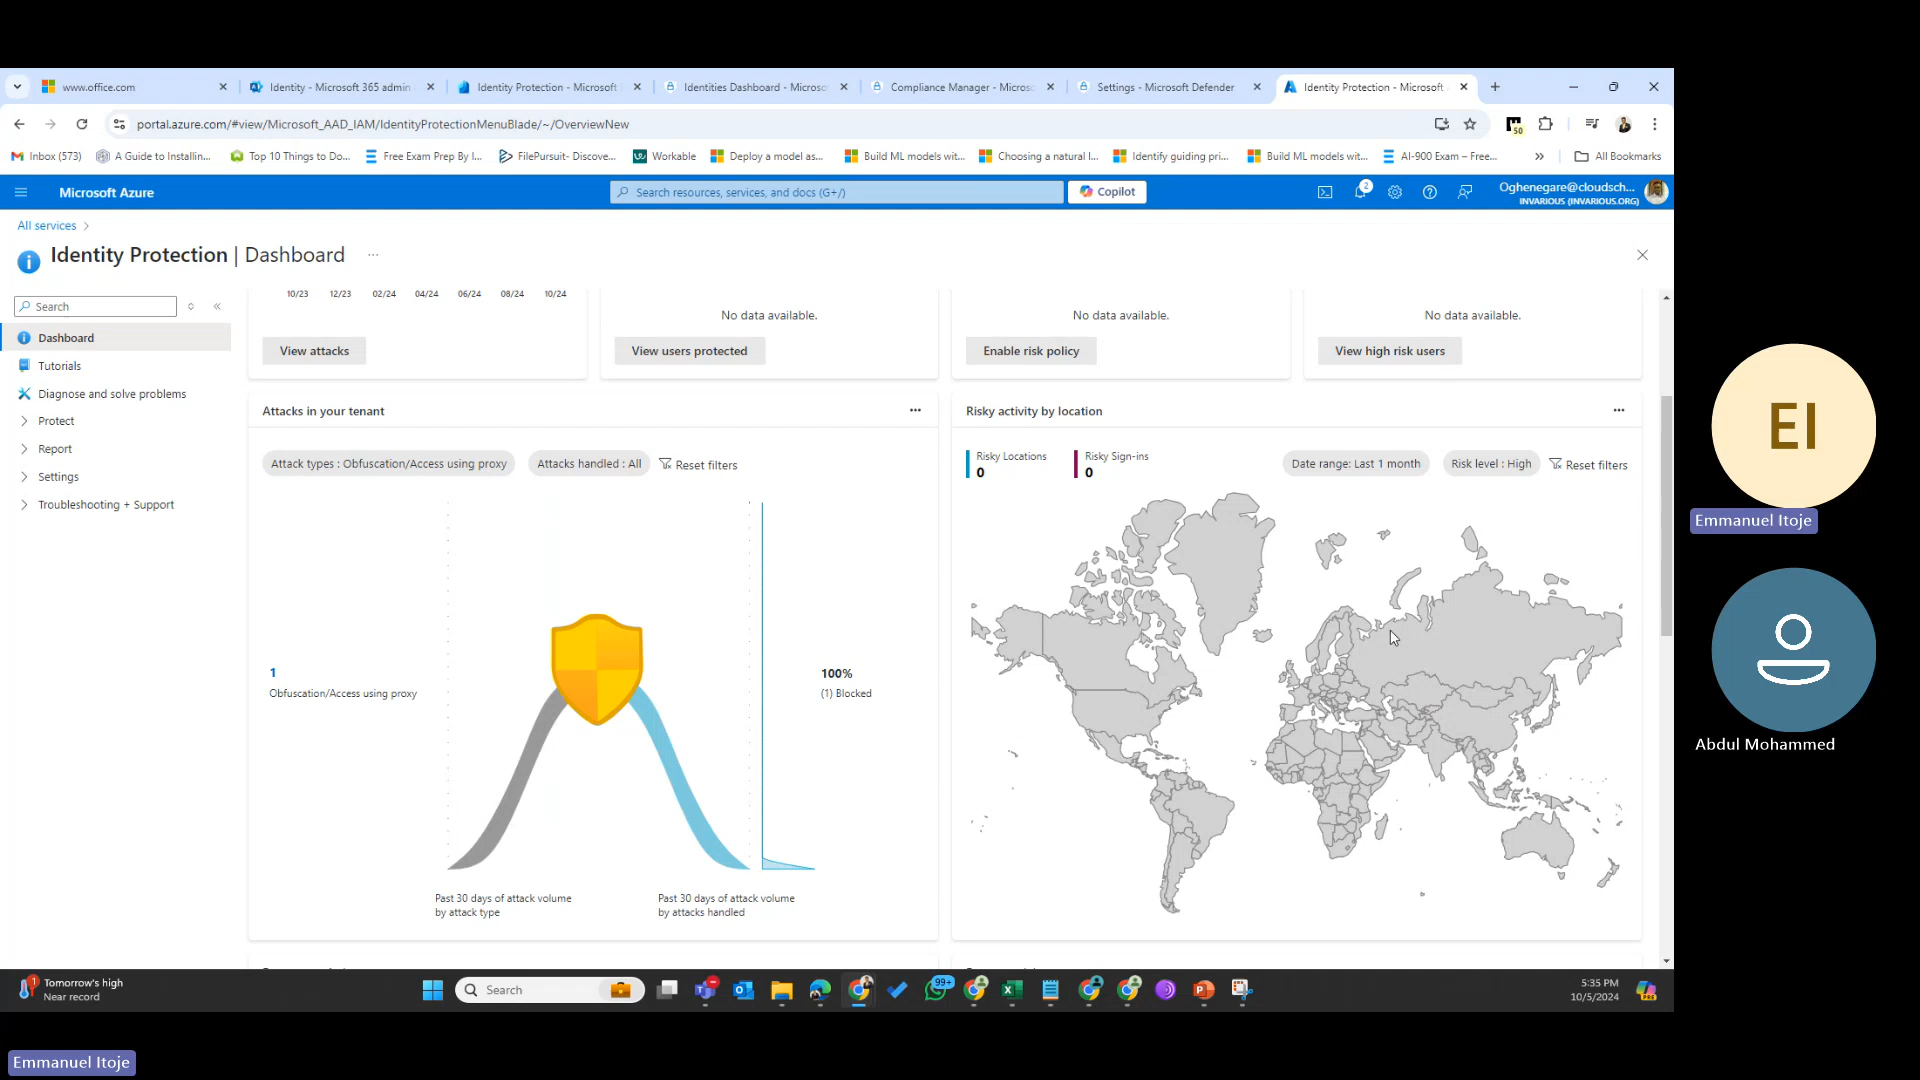 www.office.com
Identity - Microsoft 365 admin
Identity Protection - Microsoft
Identities Dashboard - Microso
Compliance Manager - Micros
Settings - Microsoft Defender
Identity Protection - Microsoft
portal.azure.com/#view/Microsoft_AAD_IAM/IdentityProtectionMenuBlade/~/OverviewNew
50
Inbox (573)
A Guide to Installin...
Top 10 Things to Do...
Free Exam Prep By I...
FilePursuit- Discove...
Workable
Deploy a model as...
Build ML models wit...
Choosing a natural l...
Identify guiding pri...
Build ML models wit...
AI-900 Exam – Free...
»
All Bookmarks
Microsoft Azure
Search resources, services, and docs (G+/)
Copilot
2
Oghenegare@cloudsch...
INVARIOUS (INVARIOUS.ORG)
All services
Identity Protection | Dashboard
...
Search
Dashboard
Tutorials
Diagnose and solve problems
Protect
Report
Settings
Troubleshooting + Support
10/23 12/23 02/24 04/24 06/24 08/24 10/24
View attacks
No data available.
View users protected
No data available.
Enable risk policy
No data available.
View high risk users
Attacks in your tenant
Attack types : Obfuscation/Access using proxy
Attacks handled : All
Reset filters
1
Obfuscation/Access using proxy
100%
(1) Blocked
Past 30 days of attack volume
by attack type
Past 30 days of attack volume
by attacks handled
Risky activity by location
Risky Locations
0
Risky Sign-ins
0
Date range: Last 1 month
Risk level : High
Reset filters
EI
Emmanuel Itoje
Abdul Mohammed
1
Tomorrow's high
Near record
Search
99+
5:35 PM
10/5/2024
PRE
Emmanuel Itoje